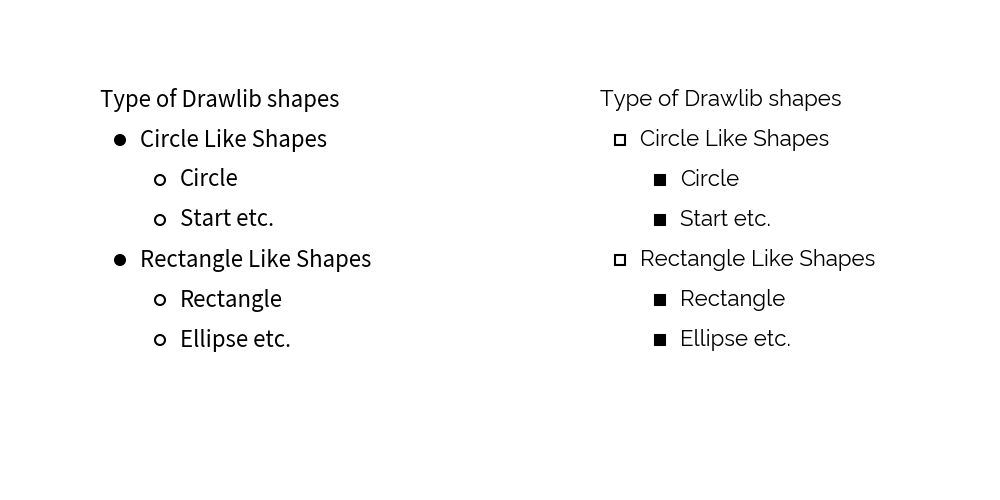 Type of Drawlib shapes
Circle Like Shapes
Circle
Start etc.
Rectangle Like Shapes
Rectangle
Ellipse etc.
Type of Drawlib shapes
Circle Like Shapes
Circle
Start etc.
Rectangle Like Shapes
Rectangle
Ellipse etc.